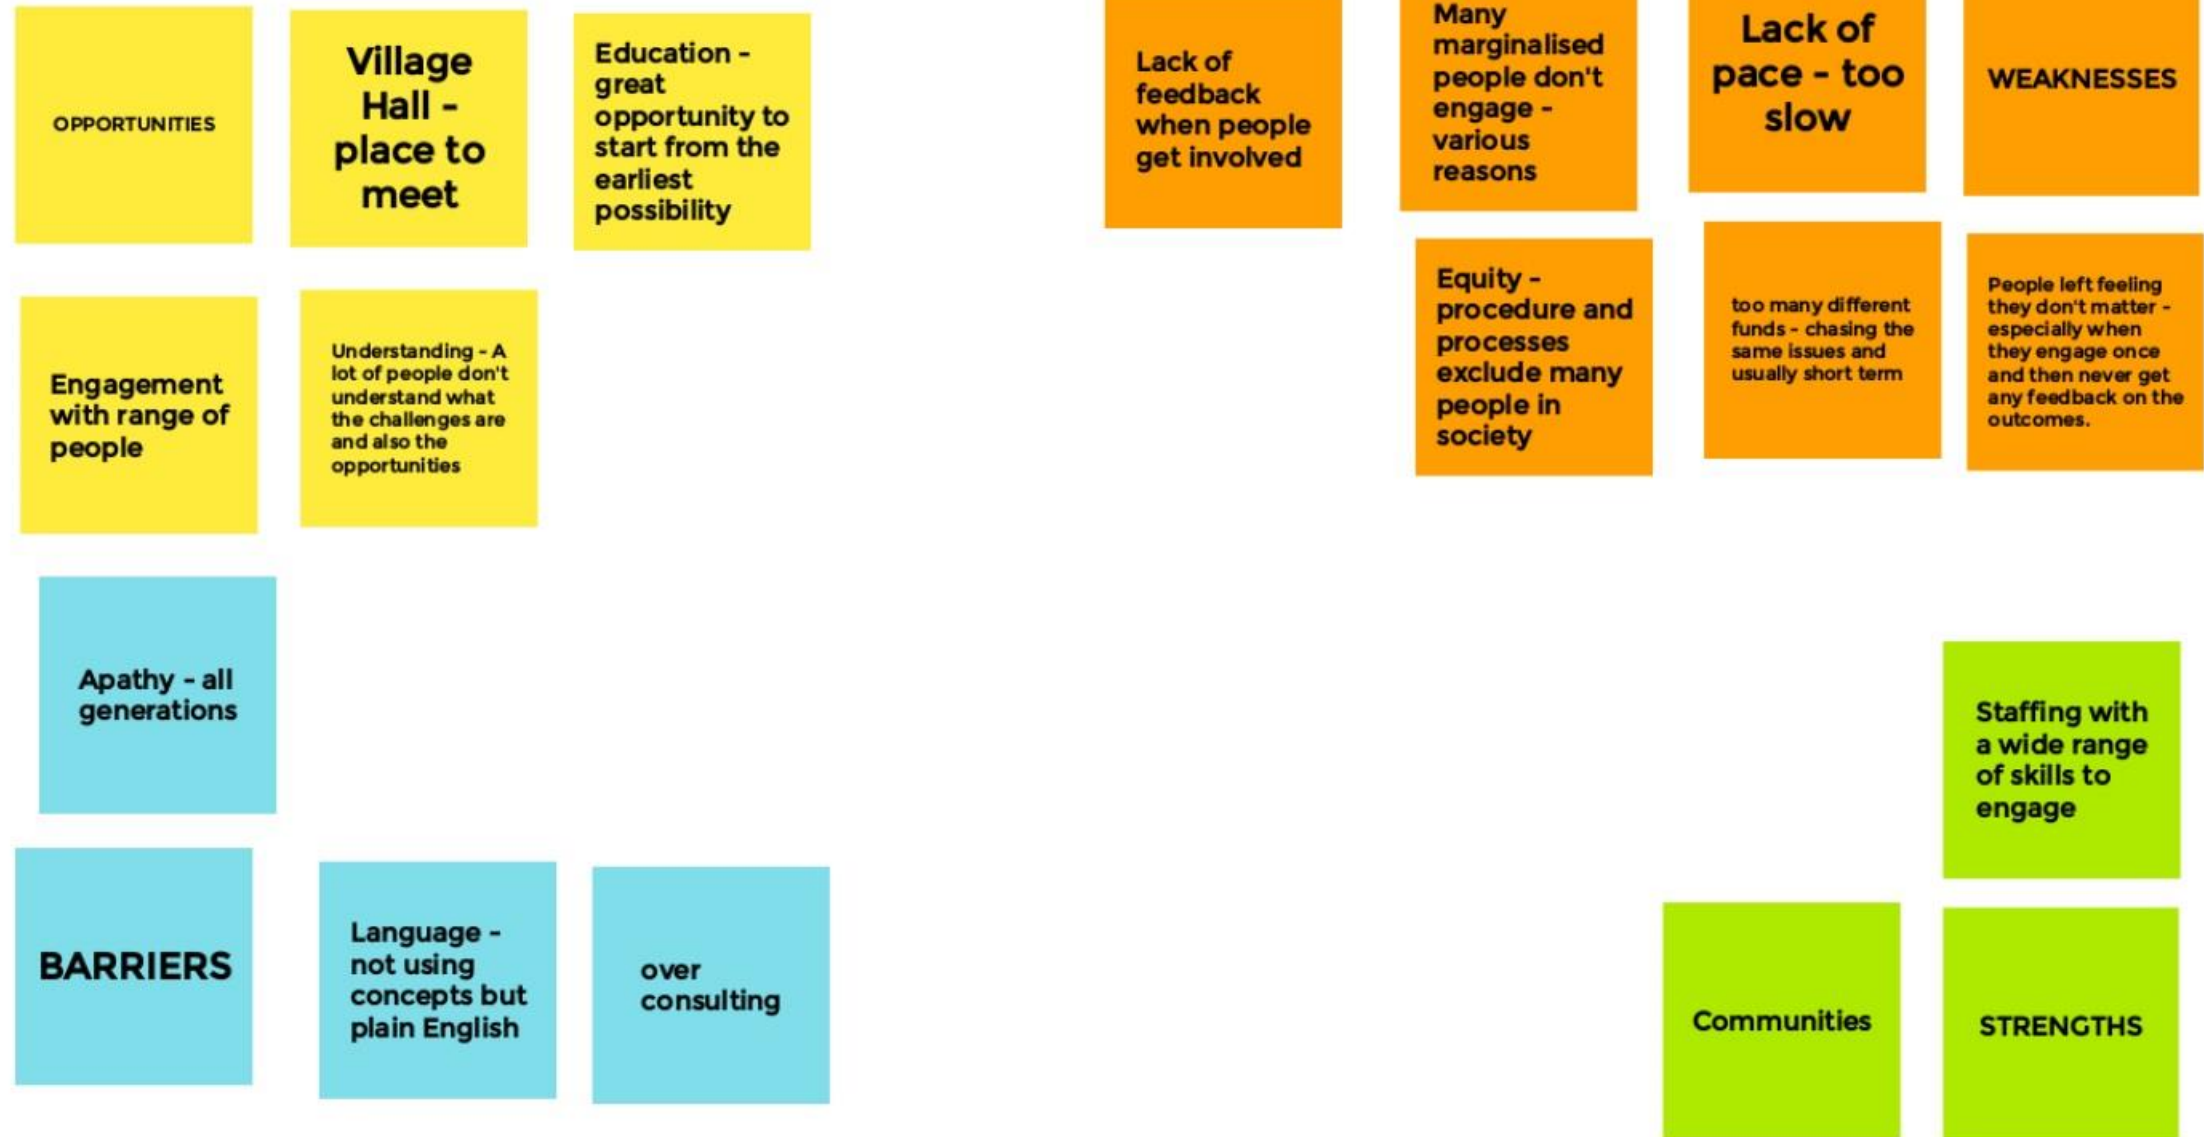 OPPORTUNITIES
Village
Hall -
place to
meet
Education -
great
opportunity to
start from the
earliest
possibility
Engagement
with range of
people
Understanding - A
lot of people don't
understand what
the challenges are
and also the
opportunities
Lack of
feedback
when people
get involved
Many
marginalised
people don't
engage -
various
reasons
Lack of
pace - too
slow
WEAKNESSES
Equity -
procedure and
processes
exclude many
people in
society
too many different
funds - chasing the
same issues and
usually short term
People left feeling
they don't matter -
especially when
they engage once
and then never get
any feedback on the
outcomes.
Apathy - all
generations
BARRIERS
Language -
not using
concepts but
plain English
over
consulting
Staffing with
a wide range
of skills to
engage
Communities
STRENGTHS